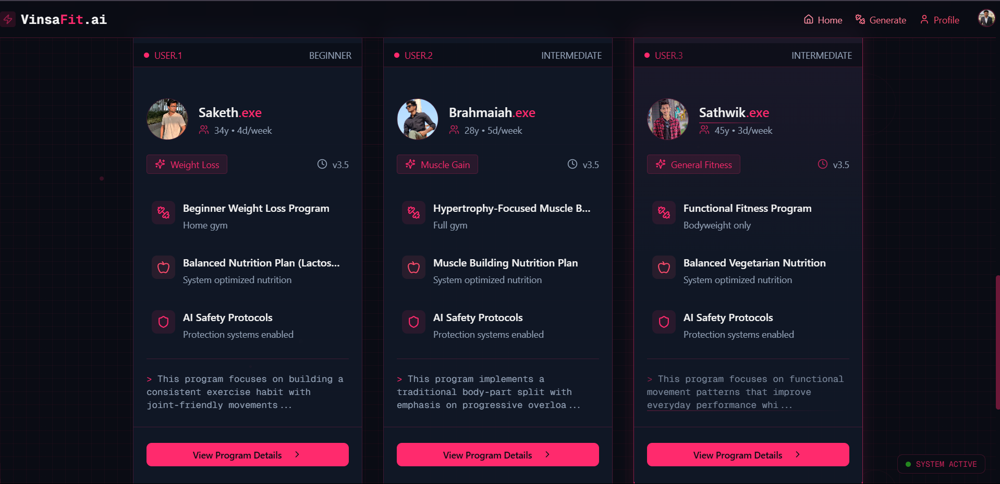 VinsaFit.ai
Home Generate Profile
USER.1 BEGINNER
Saketh.exe
34y • 4d/week
Weight Loss v3.5
Beginner Weight Loss Program
Home gym
Balanced Nutrition Plan (Lactos...
System optimized nutrition
AI Safety Protocols
Protection systems enabled
> This program focuses on building a
consistent exercise habit with
joint-friendly movements...
View Program Details
USER.2 INTERMEDIATE
Brahmaiah.exe
28y • 5d/week
Muscle Gain v3.5
Hypertrophy-Focused Muscle B...
Full gym
Muscle Building Nutrition Plan
System optimized nutrition
AI Safety Protocols
Protection systems enabled
> This program implements a
traditional body-part split with
emphasis on progressive overloa...
View Program Details
USER.3 INTERMEDIATE
Sathwik.exe
45y • 3d/week
General Fitness v3.5
Functional Fitness Program
Bodyweight only
Balanced Vegetarian Nutrition
System optimized nutrition
AI Safety Protocols
Protection systems enabled
> This program focuses on functional
movement patterns that improve
everyday performance whi...
View Program Details
SYSTEM ACTIVE